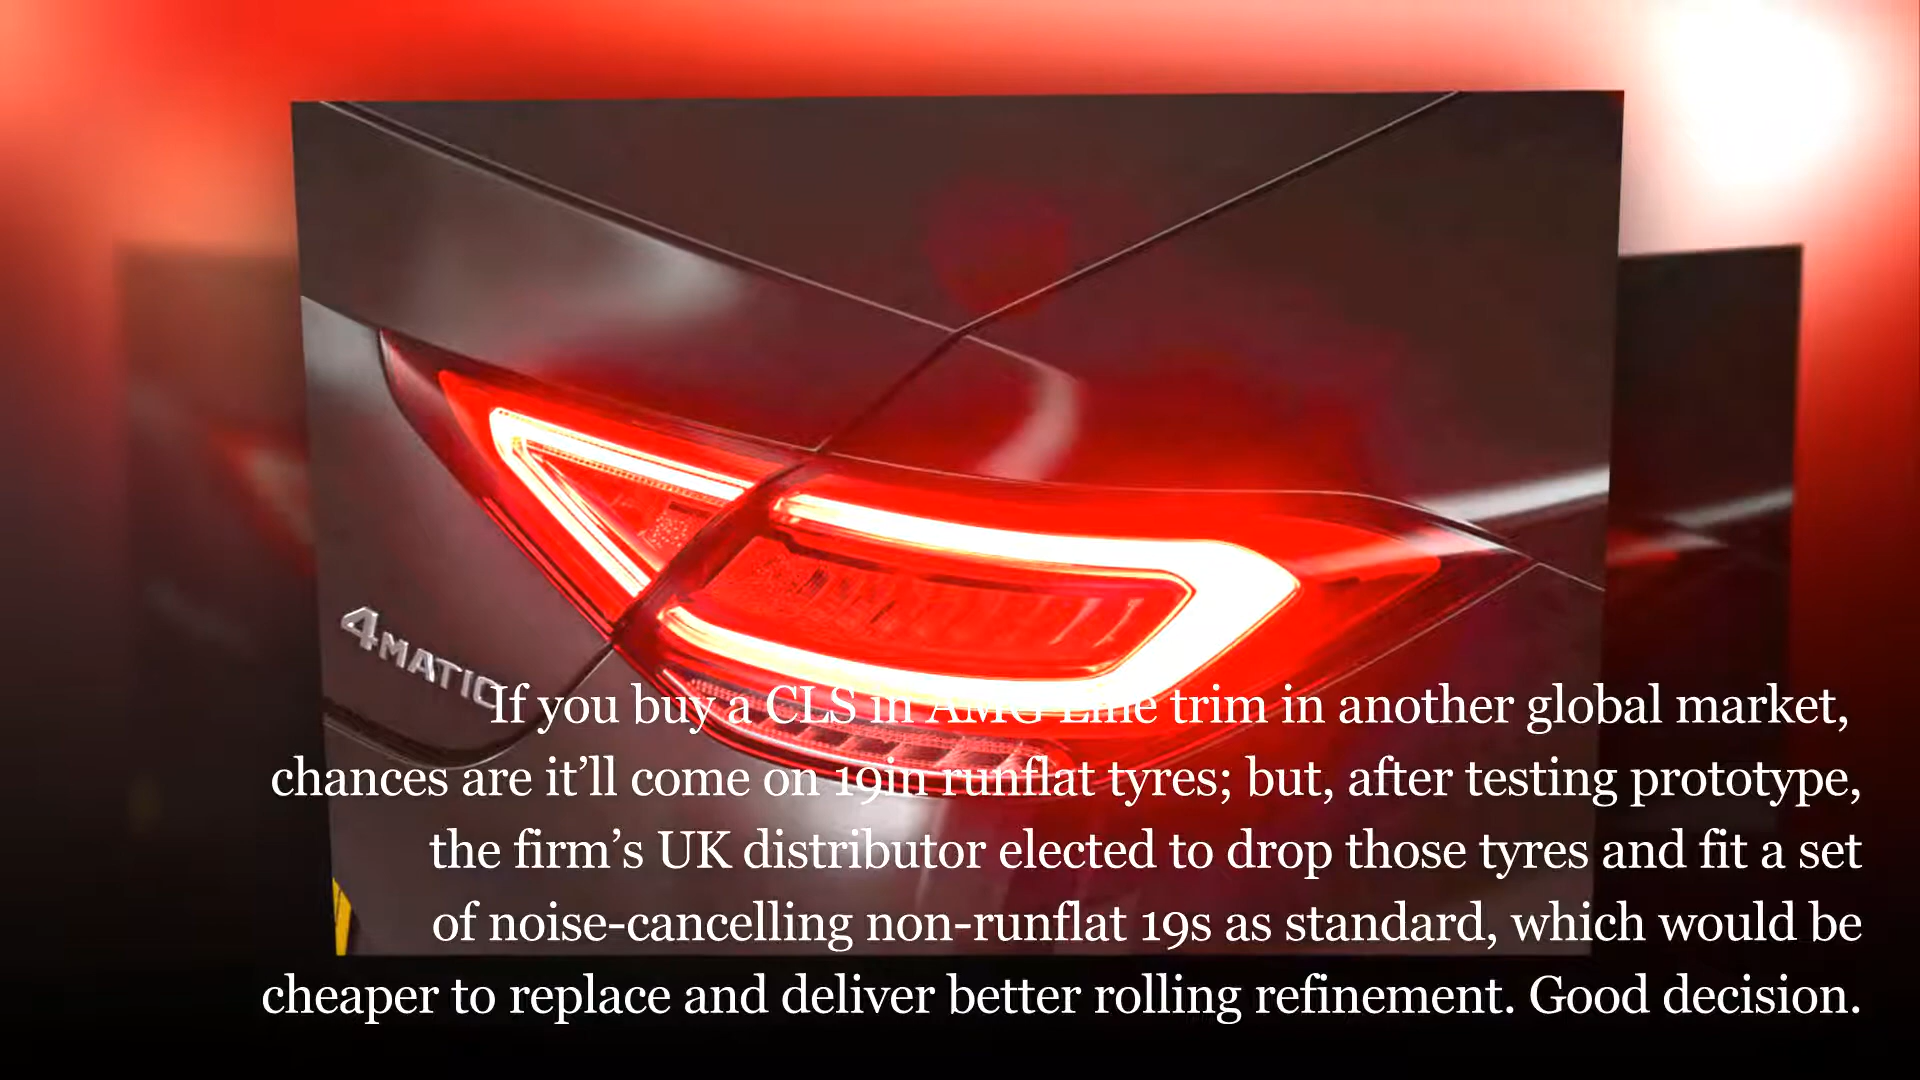 4MATIC
If you buy a CLS in AMG Line trim in another global market,
chances are it’ll come on 19in runflat tyres; but, after testing prototype,
the firm’s UK distributor elected to drop those tyres and fit a set
of noise-cancelling non-runflat 19s as standard, which would be
cheaper to replace and deliver better rolling refinement. Good decision.